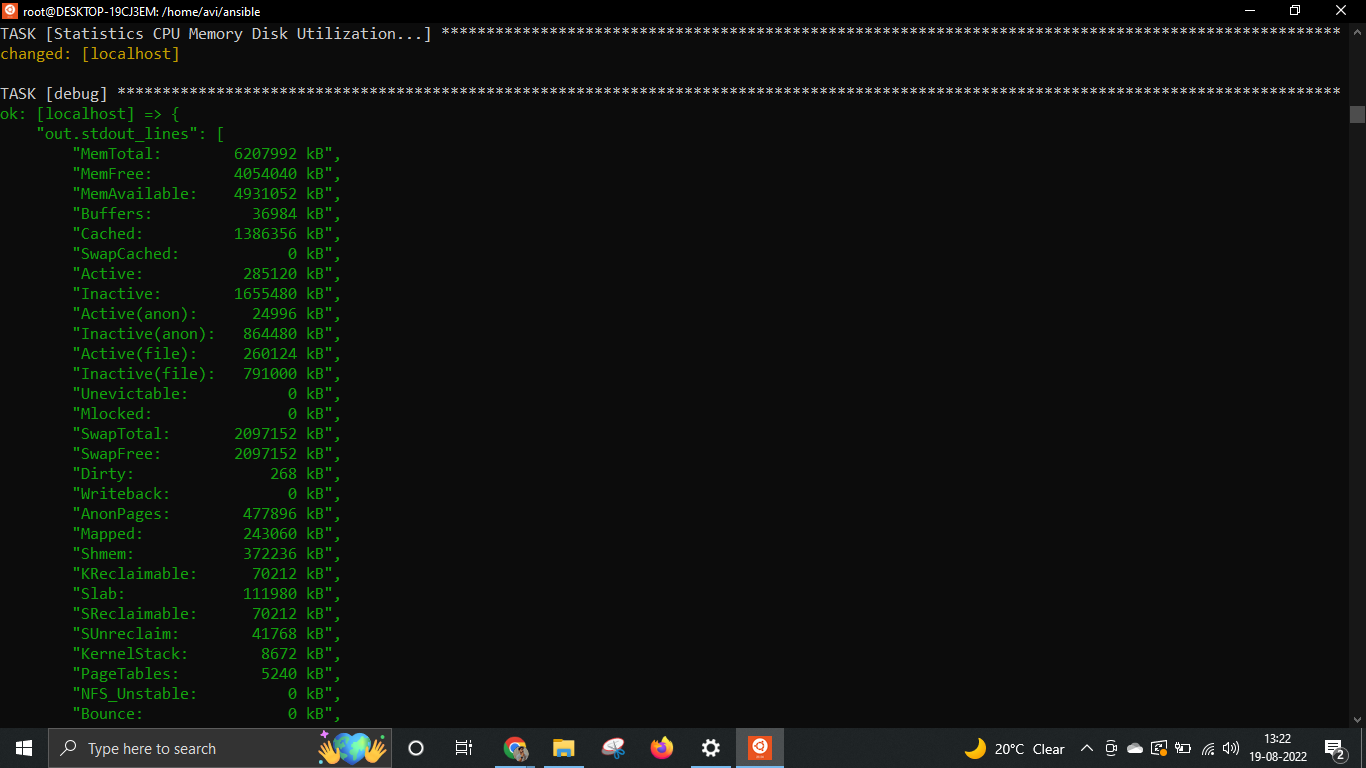 root@DESKTOP-19CJ3EM: /home/avi/ansible
TASK [Statistics CPU Memory Disk Utilization...] ****************************************************************************************************
changed: [localhost]
TASK [debug] ****************************************************************************************************************************************
ok: [localhost] => {
    "out.stdout_lines": [
        "MemTotal:        6207992 kB",
        "MemFree:         4054040 kB",
        "MemAvailable:    4931052 kB",
        "Buffers:           36984 kB",
        "Cached:          1386356 kB",
        "SwapCached:            0 kB",
        "Active:           285120 kB",
        "Inactive:        1655480 kB",
        "Active(anon):      24996 kB",
        "Inactive(anon):   864480 kB",
        "Active(file):     260124 kB",
        "Inactive(file):   791000 kB",
        "Unevictable:           0 kB",
        "Mlocked:               0 kB",
        "SwapTotal:       2097152 kB",
        "SwapFree:        2097152 kB",
        "Dirty:               268 kB",
        "Writeback:             0 kB",
        "AnonPages:        477896 kB",
        "Mapped:           243060 kB",
        "Shmem:            372236 kB",
        "KReclaimable:      70212 kB",
        "Slab:             111980 kB",
        "SReclaimable:      70212 kB",
        "SUnreclaim:        41768 kB",
        "KernelStack:        8672 kB",
        "PageTables:         5240 kB",
        "NFS_Unstable:          0 kB",
        "Bounce:                0 kB",
Type here to search
20°C Clear
13:22
19-08-2022
2